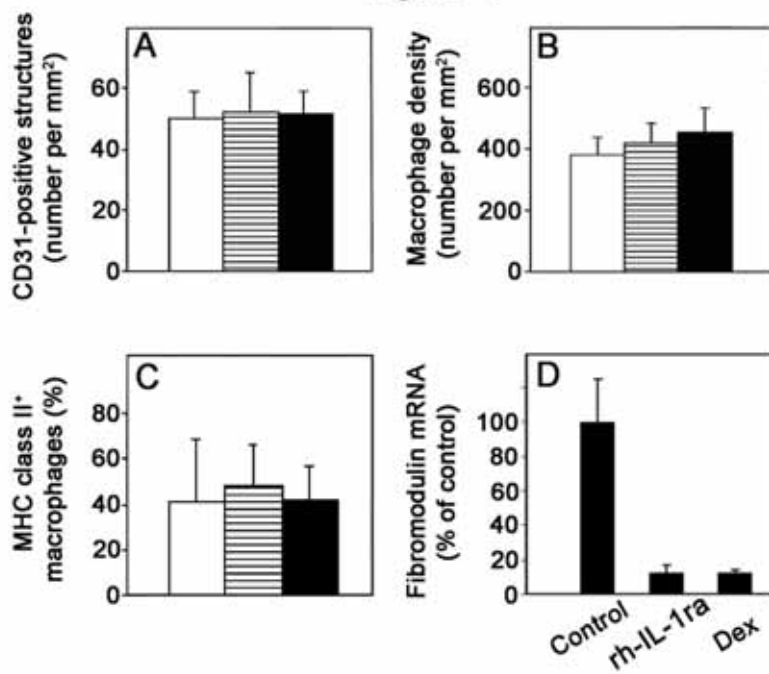 A
CD31-positive structures
(number per mm²)
60
40
20
0
B
Macrophage density
(number per mm²)
600
400
200
0
C
MHC class II⁺
macrophages (%)
80
60
40
20
0
D
Fibromodulin mRNA
(% of control)
100
80
60
40
20
0
Control
rh-IL-1ra
Dex